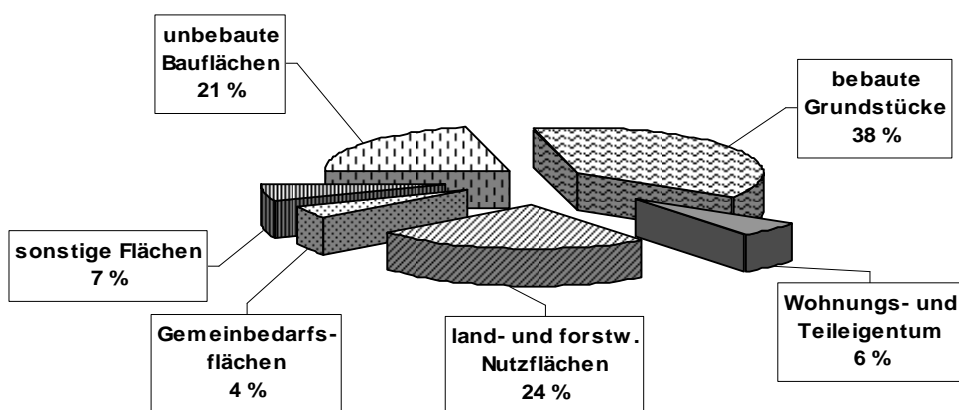 unbebaute
Bauflächen
21 %
bebaute
Grundstücke
38 %
sonstige Flächen
7 %
Gemeinbedarfs-
flächen
4 %
land- und forstw.
Nutzflächen
24 %
Wohnungs- und
Teileigentum
6 %